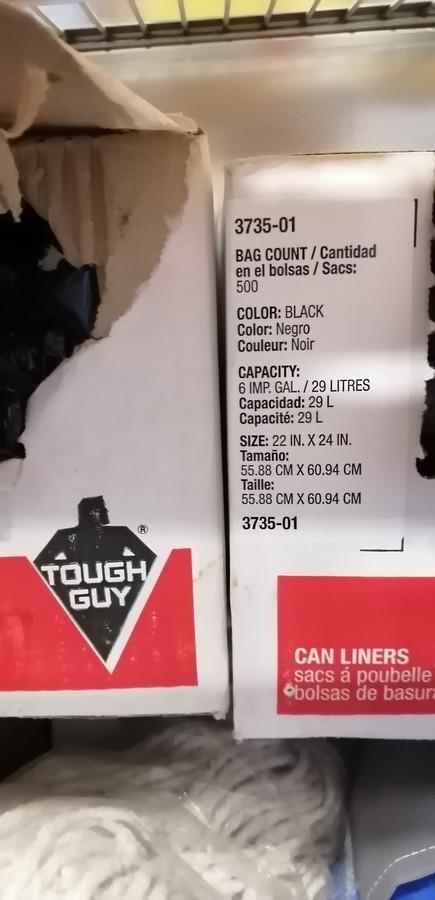 TOUGH
GUY
®
3735-01
BAG COUNT / Cantidad
en el bolsas / Sacs:
500
COLOR: BLACK
Color: Negro
Couleur: Noir
CAPACITY:
6 IMP. GAL. / 29 LITRES
Capacidad: 29 L
Capacité: 29 L
SIZE: 22 IN. X 24 IN.
Tamaño:
55.88 CM X 60.94 CM
Taille:
55.88 CM X 60.94 CM
3735-01
CAN LINERS
sacs á poubelle
bolsas de basura